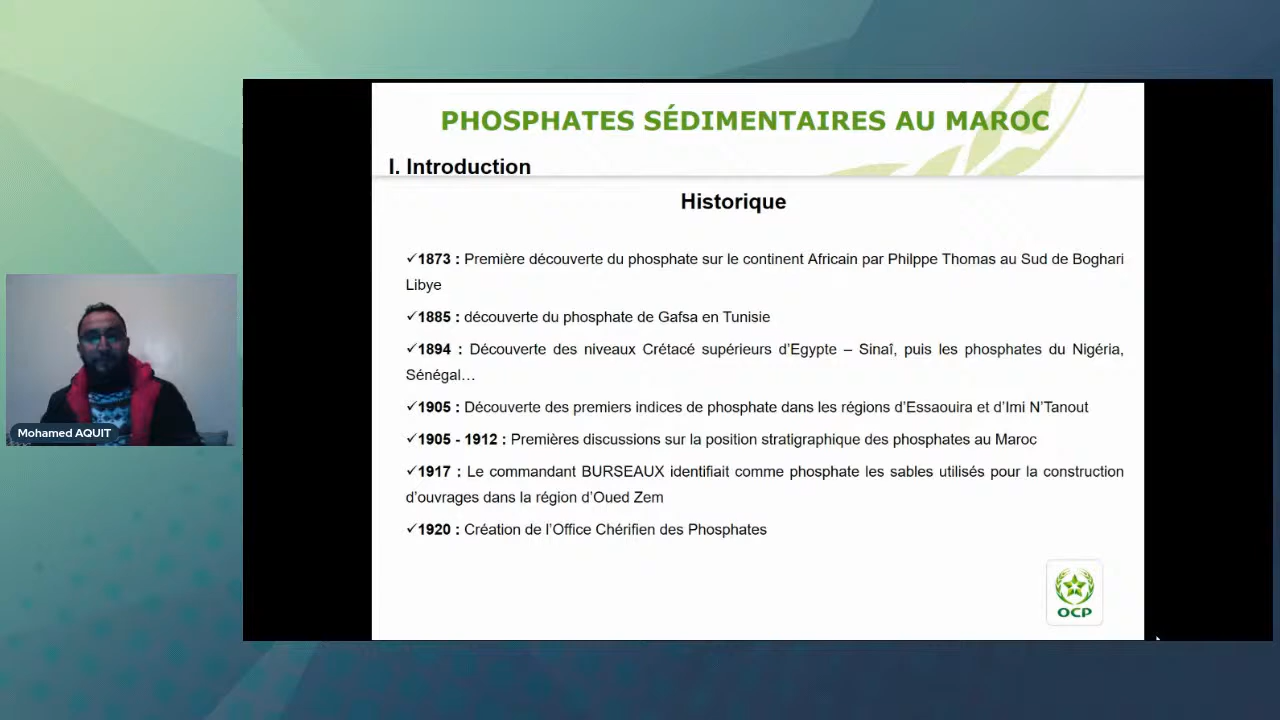 PHOSPHATES SÉDIMENTAIRES AU MAROC
I. Introduction
Historique
✓1873 : Première découverte du phosphate sur le continent Africain par Philppe Thomas au Sud de Boghari
Libye
✓1885 : découverte du phosphate de Gafsa en Tunisie
✓1894 : Découverte des niveaux Crétacé supérieurs d’Egypte – Sinaî, puis les phosphates du Nigéria,
Sénégal…
✓1905 : Découverte des premiers indices de phosphate dans les régions d’Essaouira et d’Imi N’Tanout
✓1905 - 1912 : Premières discussions sur la position stratigraphique des phosphates au Maroc
✓1917 : Le commandant BURSEAUX identifiait comme phosphate les sables utilisés pour la construction
d’ouvrages dans la région d’Oued Zem
✓1920 : Création de l’Office Chérifien des Phosphates
OCP
Mohamed AQUIT